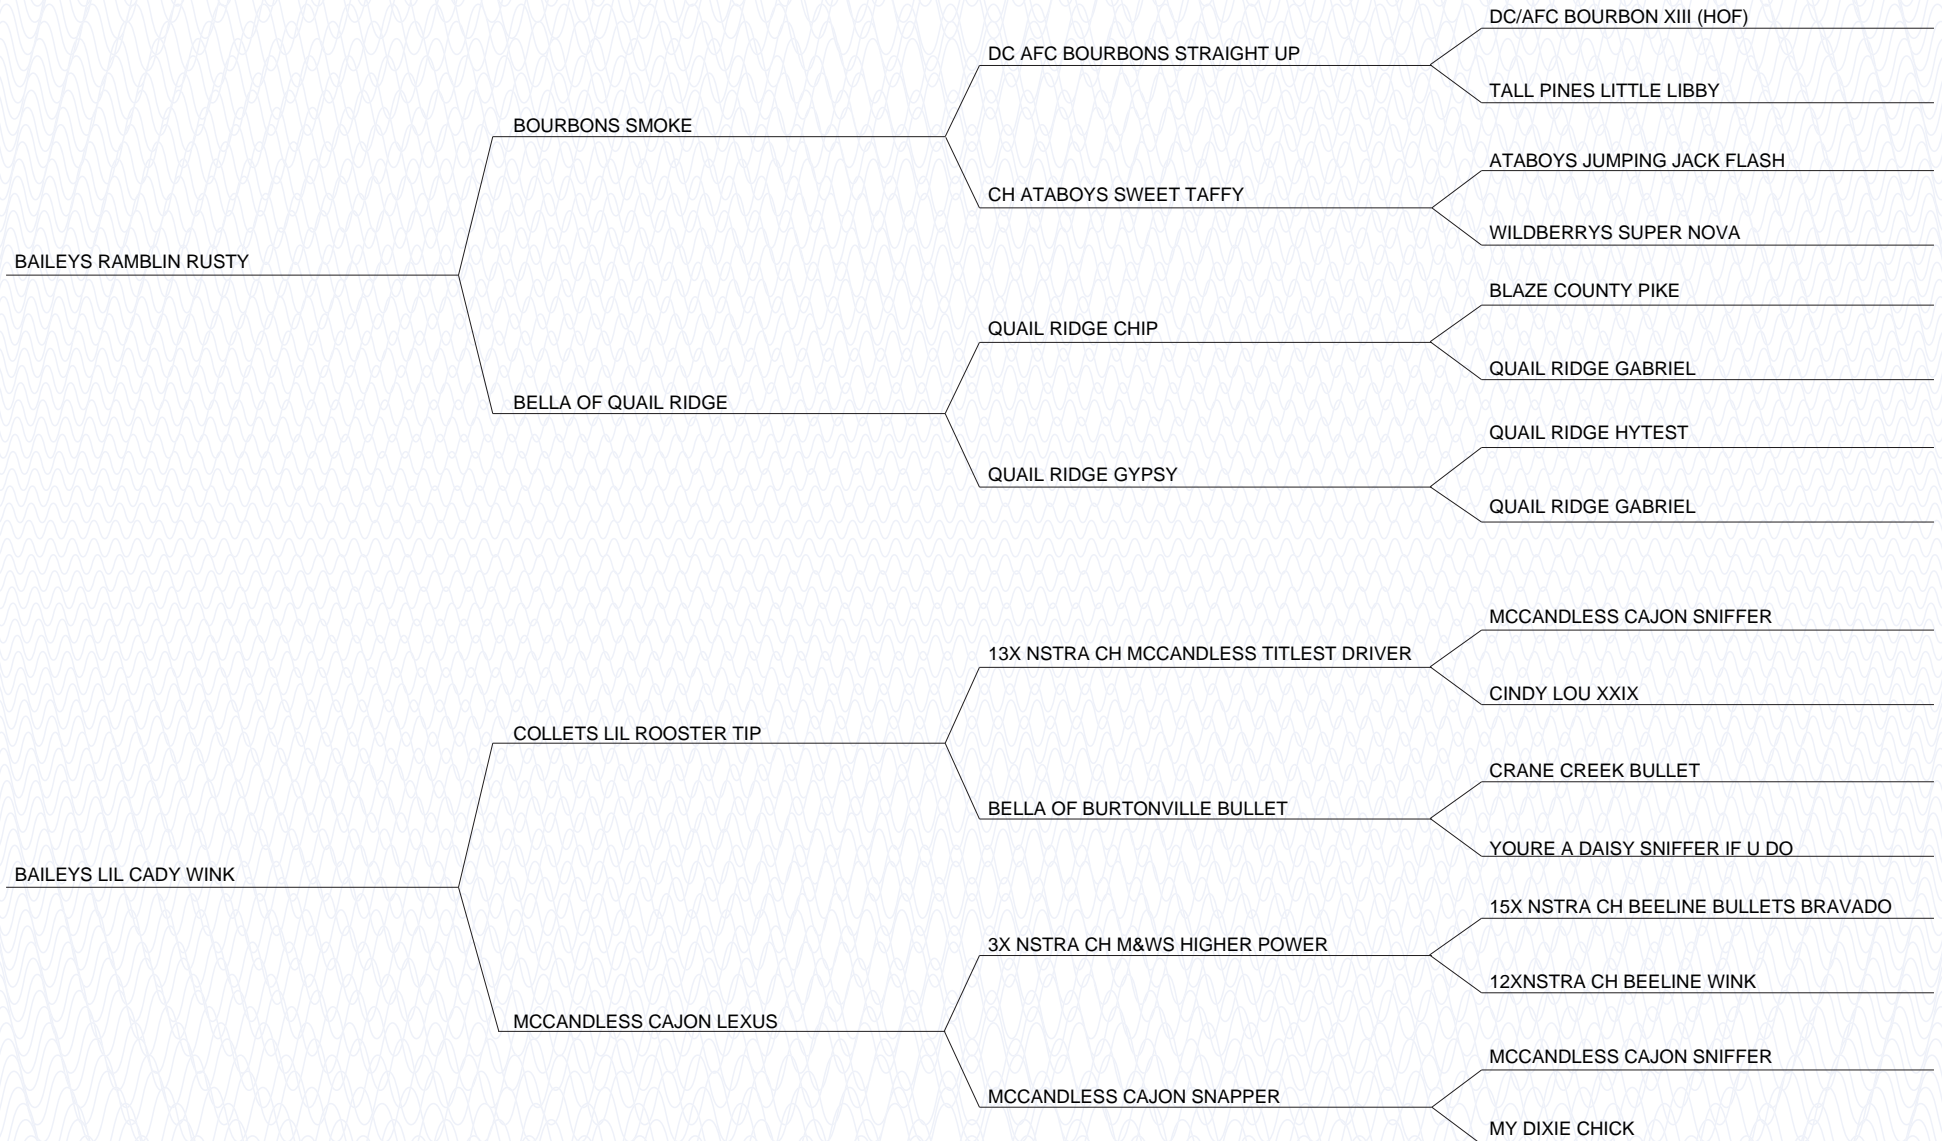 DC/AFC BOURBON XIII (HOF)
DC AFC BOURBONS STRAIGHT UP
TALL PINES LITTLE LIBBY
BOURBONS SMOKE
ATABOYS JUMPING JACK FLASH
CH ATABOYS SWEET TAFFY
WILDBERRYS SUPER NOVA
BAILEYS RAMBLIN RUSTY
BLAZE COUNTY PIKE
QUAIL RIDGE CHIP
QUAIL RIDGE GABRIEL
BELLA OF QUAIL RIDGE
QUAIL RIDGE HYTEST
QUAIL RIDGE GYPSY
QUAIL RIDGE GABRIEL
MCCANDLESS CAJON SNIFFER
13X NSTRA CH MCCANDLESS TITLEST DRIVER
CINDY LOU XXIX
COLLETS LIL ROOSTER TIP
CRANE CREEK BULLET
BELLA OF BURTONVILLE BULLET
YOURE A DAISY SNIFFER IF U DO
BAILEYS LIL CADY WINK
15X NSTRA CH BEELINE BULLETS BRAVADO
3X NSTRA CH M&WS HIGHER POWER
12XNSTRA CH BEELINE WINK
MCCANDLESS CAJON LEXUS
MCCANDLESS CAJON SNIFFER
MCCANDLESS CAJON SNAPPER
MY DIXIE CHICK